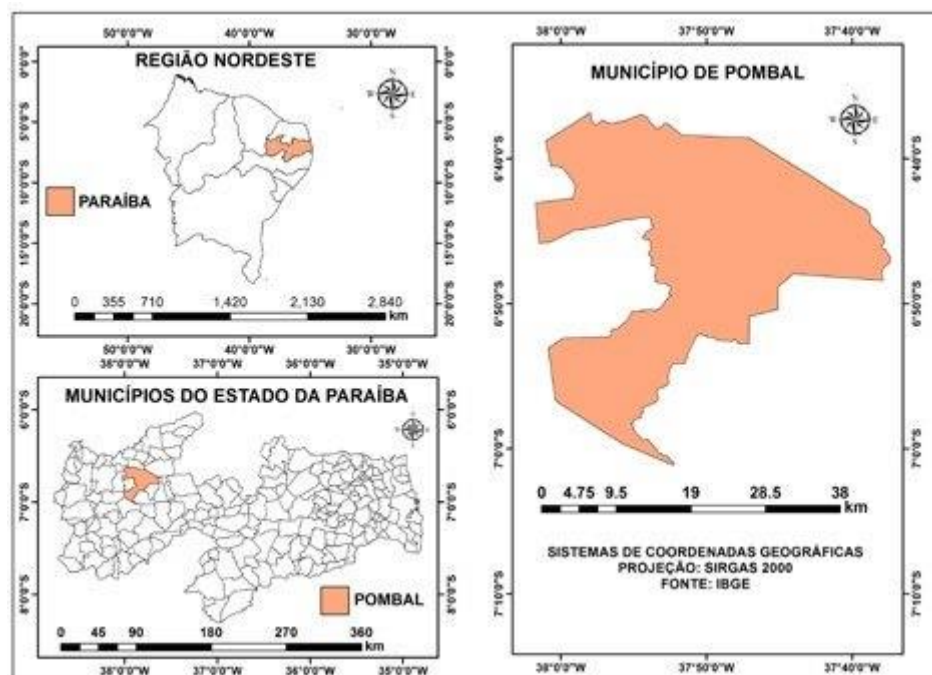 50°0'0"W 40°0'0"W 30°0'0"W
REGIÃO NORDESTE
N
W E
S
0°0'0" 0°0'0"
5°0'0"S 5°0'0"S
10°0'0"S 10°0'0"S
15°0'0"S 15°0'0"S
20°0'0"S 20°0'0"S
PARAÍBA
0 355 710 1,420 2,130 2,840
km
50°0'0"W 40°0'0"W 30°0'0"W
38°0'0"W 37°0'0"W 36°0'0"W 35°0'0"W
MUNICÍPIOS DO ESTADO DA PARAÍBA
6°0'0"S 6°0'0"S
7°0'0"S 7°0'0"S
8°0'0"S 8°0'0"S
POMBAL
0 45 90 180 270 360
km
38°0'0"W 37°0'0"W 36°0'0"W 35°0'0"W
38°0'0"W 37°50'0"W 37°40'0"W
MUNICÍPIO DE POMBAL
N
W E
S
6°40'0"S 6°40'0"S
6°50'0"S 6°50'0"S
7°0'0"S 7°0'0"S
7°10'0"S 7°10'0"S
0 4.75 9.5 19 28.5 38
km
SISTEMAS DE COORDENADAS GEOGRÁFICAS
PROJEÇÃO: SIRGAS 2000
FONTE: IBGE
38°0'0"W 37°50'0"W 37°40'0"W